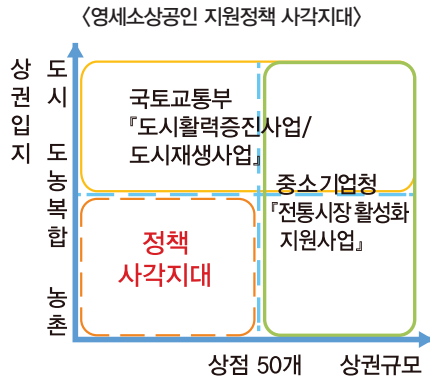 〈영세소상공인 지원정책 사각지대〉
상권입지
도시
도농복합
농촌
국토교통부
『도시활력증진사업/
도시재생사업』
중소기업청
『전통시장 활성화
지원사업』
정책
사각지대
상점 50개
상권규모